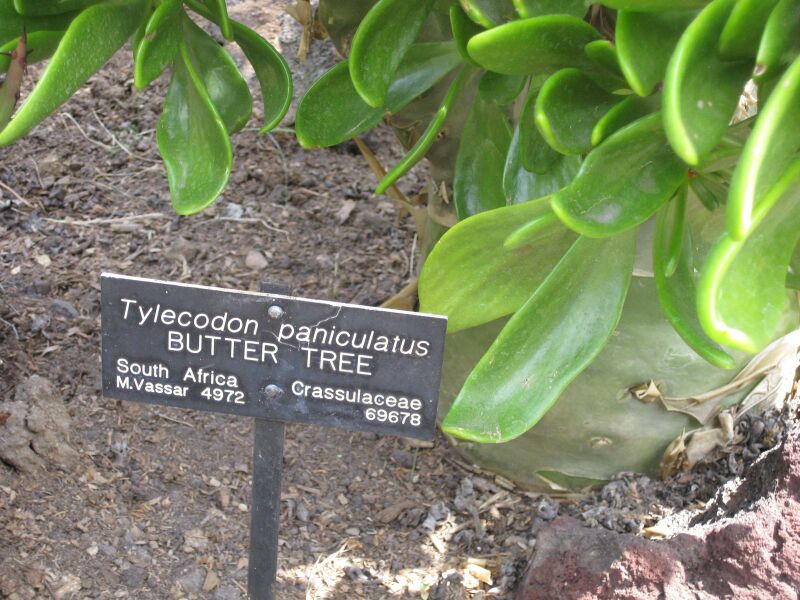 Tylecodon paniculatus
BUTTER TREE
South Africa
M.Vassar 4972
Crassulaceae
69678